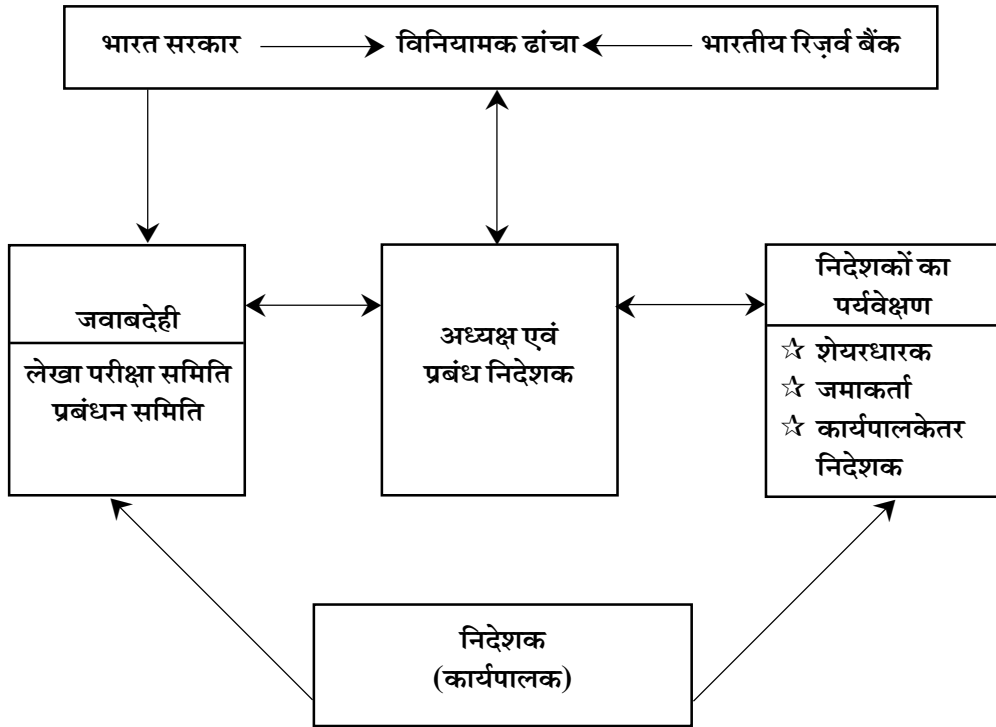 भारत सरकार विनियामक ढांचा भारतीय रिज़र्व बैंक
जवाबदेही
लेखा परीक्षा समिति
प्रबंधन समिति
अध्यक्ष एवं
प्रबंध निदेशक
निदेशकों का
पर्यवेक्षण
☆ शेयरधारक
☆ जमाकर्ता
☆ कार्यपालकेतर
निदेशक
निदेशक
(कार्यपालक)